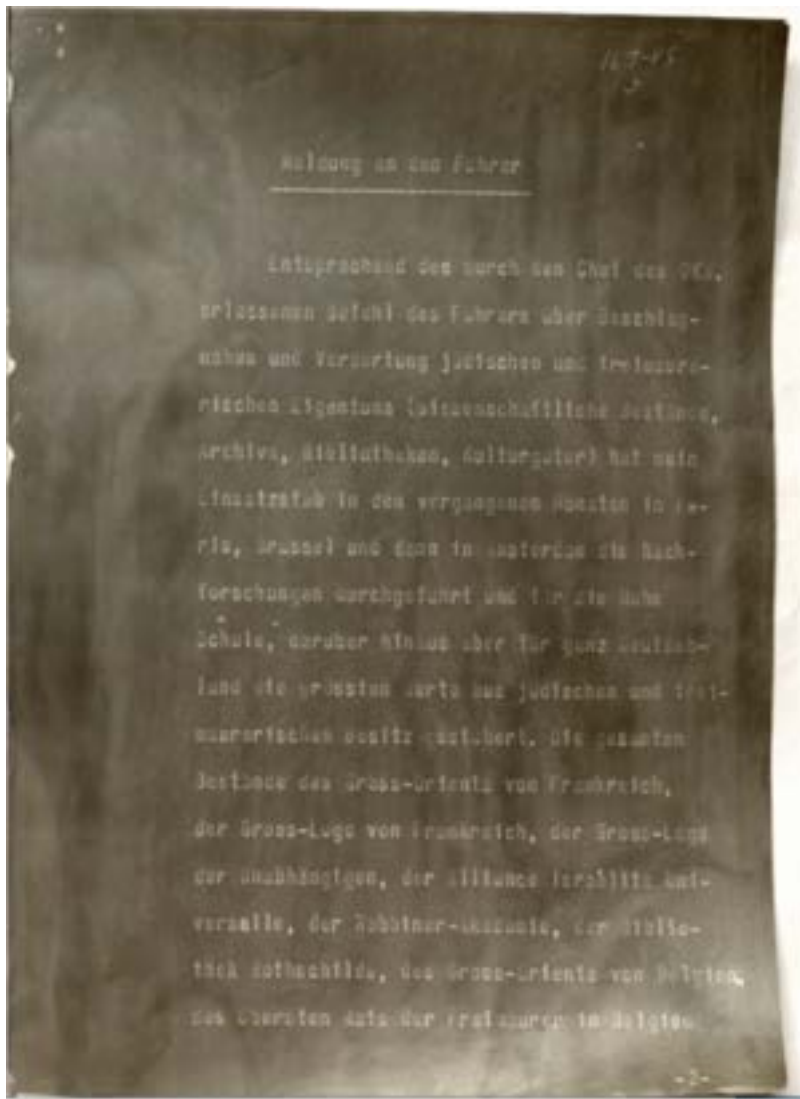 Meldung an den Führer
Entsprechend dem durch den Chef des OKW.
erlassenen Befehl des Führers über Beschlag-
nahme und Verwertung jüdischen und freimaure-
rischen Eigentums (wissenschaftliche Bestände,
Archive, Bibliotheken, Kulturgüter) hat mein
Einsatzstab in den vergangenen Monaten in Pa-
ris, Brüssel und dann in Amsterdam die Nach-
forschungen durchgeführt und für die Hohe
Schule, darüber hinaus aber für ganz Deutsch-
land die grössten Werte aus jüdischen und frei-
maurerischen Besitz gesichert. Die gesamten
Bestände des Gross-Orients von Frankreich,
der Gross-Loge von Frankreich, der Gross-Loge
der Unabhängigen, der Alliance Israélite Uni-
verselle, der Rabbiner-Akademie, der Biblio-
thek Rothschilds, des Gross-Orients von Belgien,
des Obersten Rats der Freimaurer in Belgien
-2-